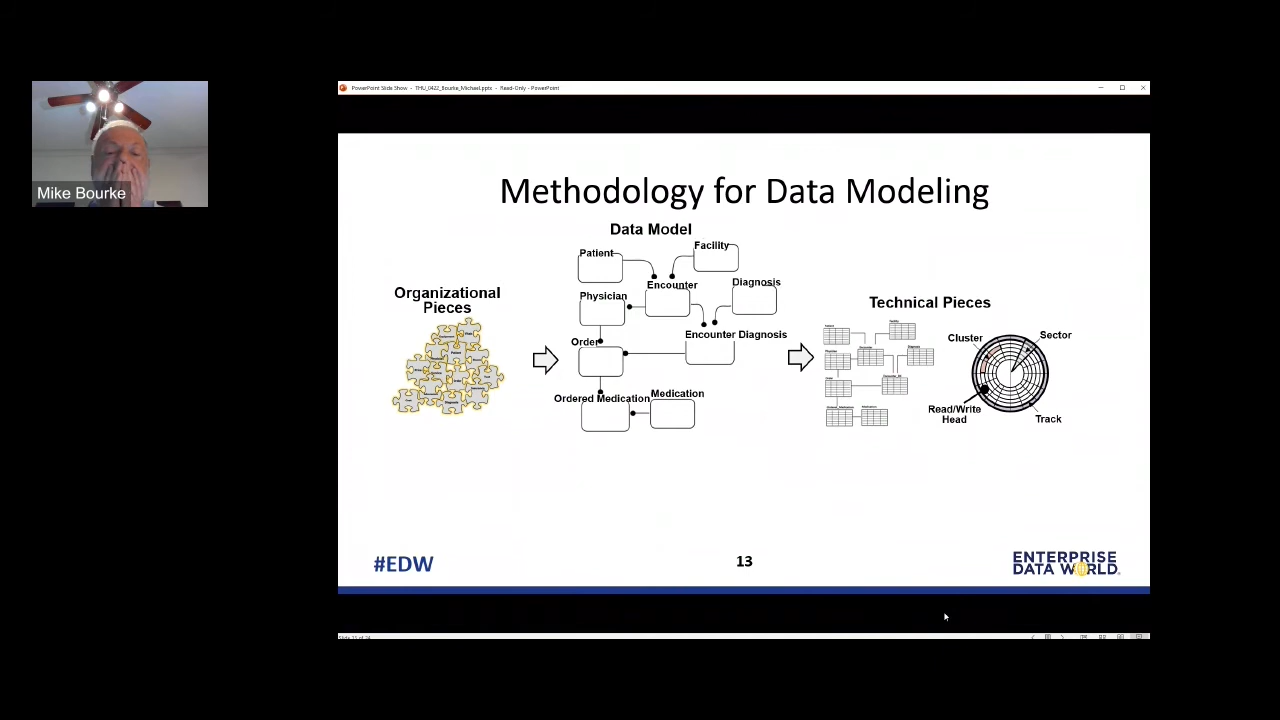 PowerPoint Slide Show - THU_0422_Bourke_Michael.pptx - Read-Only - PowerPoint
Mike Bourke
Methodology for Data Modeling
Data Model
Patient
Facility
Encounter
Diagnosis
Physician
Encounter Diagnosis
Order
Ordered Medication
Medication
Organizational
Pieces
Technical Pieces
Cluster
Sector
Read/Write
Head
Track
#EDW
13
ENTERPRISE
DATA WORLD